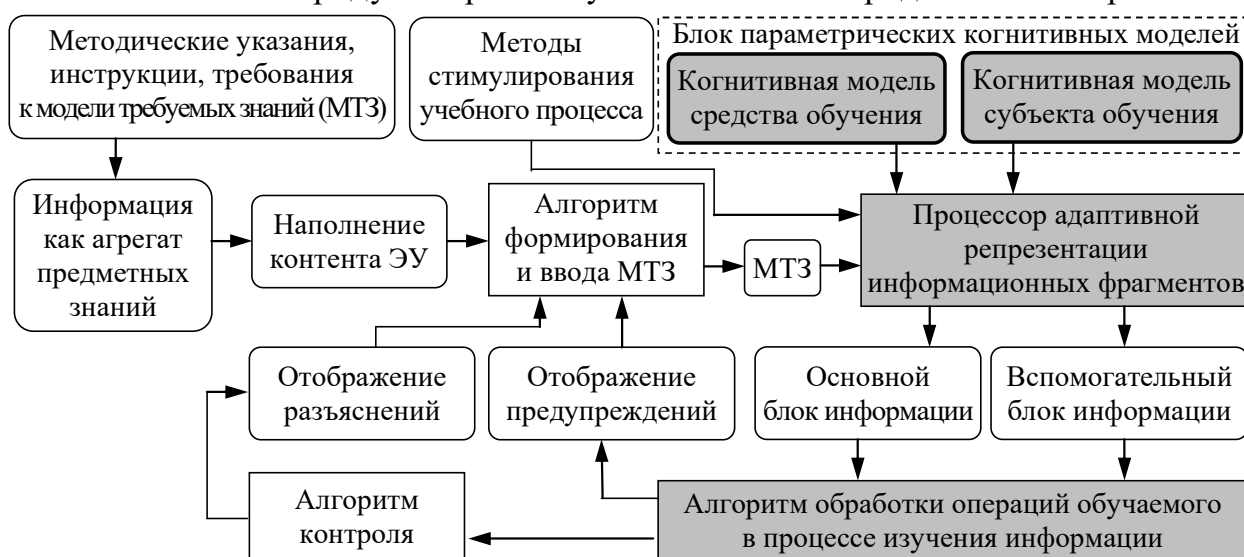 Методические указания,
инструкции, требования
к модели требуемых знаний (МТЗ)
Методы
стимулирования
учебного процесса
Блок параметрических когнитивных моделей
Когнитивная модель
средства обучения
Когнитивная модель
субъекта обучения
Информация
как агрегат
предметных
знаний
Наполнение
контента ЭУ
Алгоритм
формирования
и ввода МТЗ
МТЗ
Процессор адаптивной
репрезентации
информационных фрагментов
Отображение
разъяснений
Отображение
предупреждений
Основной
блок информации
Вспомогательный
блок информации
Алгоритм
контроля
Алгоритм обработки операций обучаемого
в процессе изучения информации